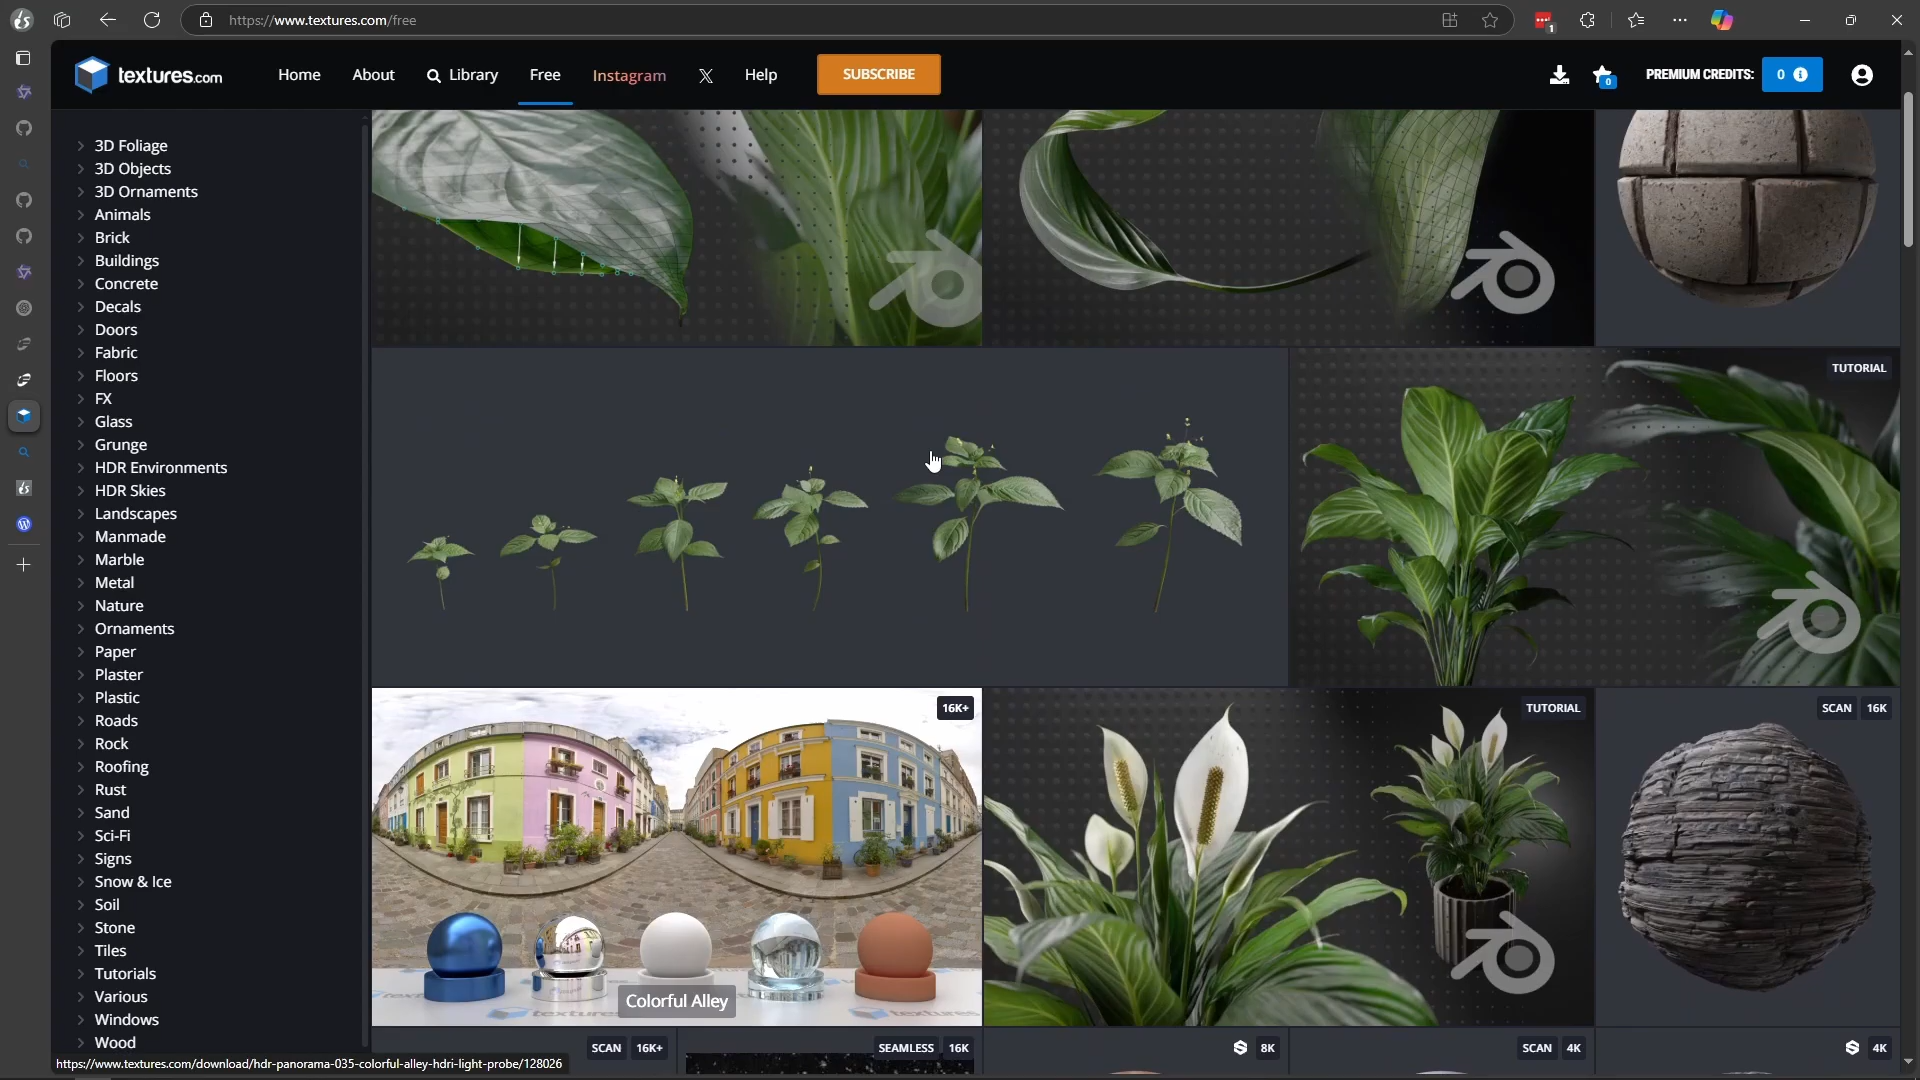 https://www.textures.com/free
1
textures.com
Home
About
Library
Free
Instagram
Help
SUBSCRIBE
0
PREMIUM CREDITS:
0
3D Foliage
3D Objects
3D Ornaments
Animals
Brick
Buildings
Concrete
Decals
Doors
Fabric
Floors
FX
Glass
Grunge
HDR Environments
HDR Skies
Landscapes
Manmade
Marble
Metal
Nature
Ornaments
Paper
Plaster
Plastic
Roads
Rock
Roofing
Rust
Sand
Sci-Fi
Signs
Snow & Ice
Soil
Stone
Tiles
Tutorials
Various
Windows
Wood
TUTORIAL
16K+
TUTORIAL
SCAN 16K
Colorful Alley
SCAN 16K+
SEAMLESS 16K
8K
SCAN 4K
4K
https://www.textures.com/download/hdr-panorama-035-colorful-alley-hdri-light-probe/128026